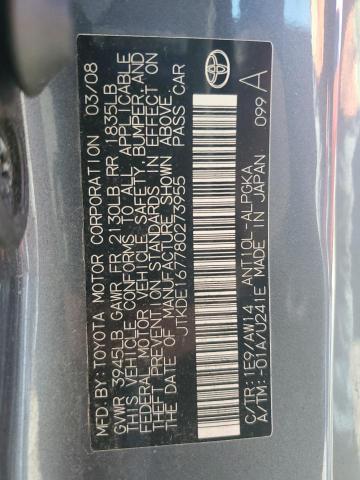 MFD.BY:TOYOTA MOTOR CORPORATION 03/08
GVWR 3945LB GAWR FR 2130LB RR 1835LB
THIS VEHICLE CONFORMS TO ALL APPLICABLE
FEDERAL MOTOR VEHICLE SAFETY, BUMPER, AND
THEFT PREVENTION STANDARDS IN EFFECT ON
THE DATE OF MANUFACTURE SHOWN ABOVE.
JTKDE167780273955 PASS CAR
C/TR:1E9/AW14 ANT10L-ALPGKA
A/TM:-01A/U241E MADE IN JAPAN 099 A